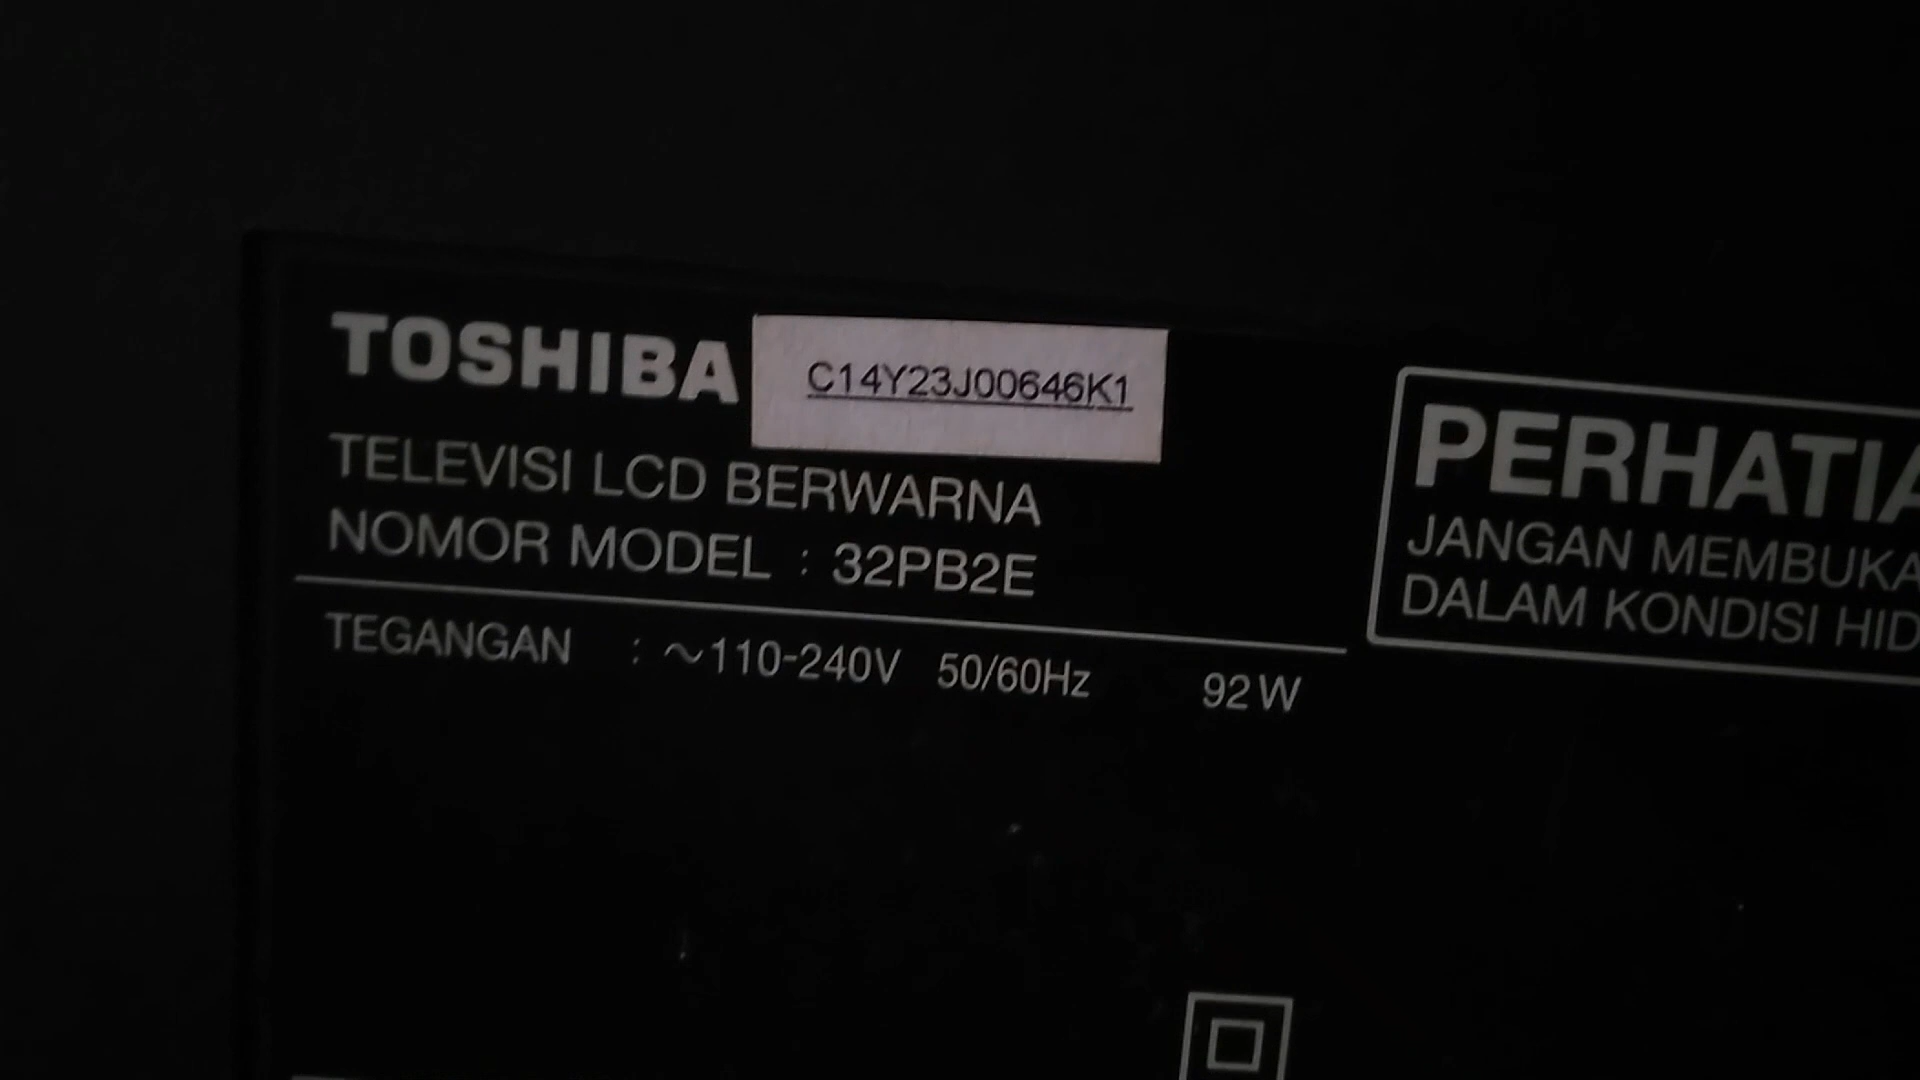 TOSHIBA
C14Y23J00646K1
TELEVISI LCD BERWARNA
NOMOR MODEL : 32PB2E
TEGANGAN : ~110-240V 50/60Hz 92W
PERHATIA
JANGAN MEMBUKA
DALAM KONDISI HID